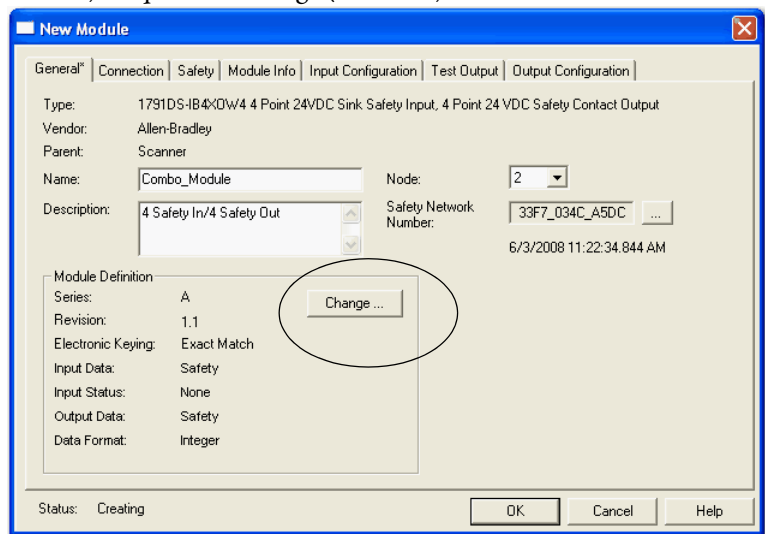 New Module
General* Connection Safety Module Info Input Configuration Test Output Output Configuration
Type: 1791DS-IB4XOW4 4 Point 24VDC Sink Safety Input, 4 Point 24 VDC Safety Contact Output
Vendor: Allen-Bradley
Parent: Scanner
Name: Combo_Module Node: 2
Description: 4 Safety In/4 Safety Out Safety Network
Number: 33F7_034C_A5DC ...
6/3/2008 11:22:34.844 AM
Module Definition
Series: A Change ...
Revision: 1.1
Electronic Keying: Exact Match
Input Data: Safety
Input Status: None
Output Data: Safety
Data Format: Integer
Status: Creating OK Cancel Help